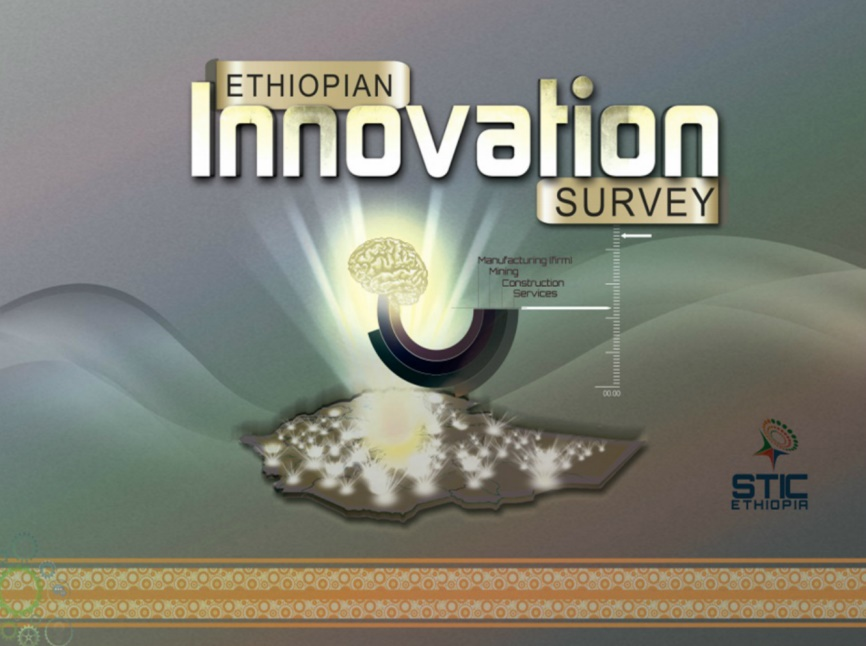 ETHIOPIAN
Innovation
SURVEY
Manufacturing (firm)
Mining
Construction
Services
00.00
STIC
ETHIOPIA